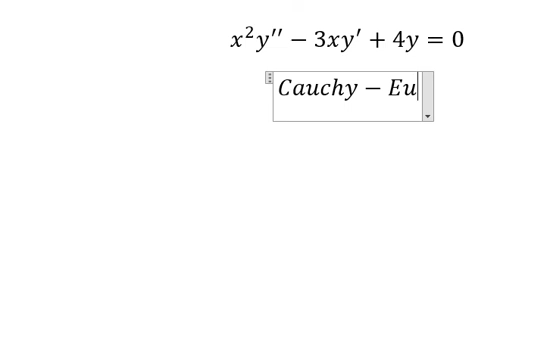 x²y″ − 3xy′ + 4y = 0
Cauchy − Eu